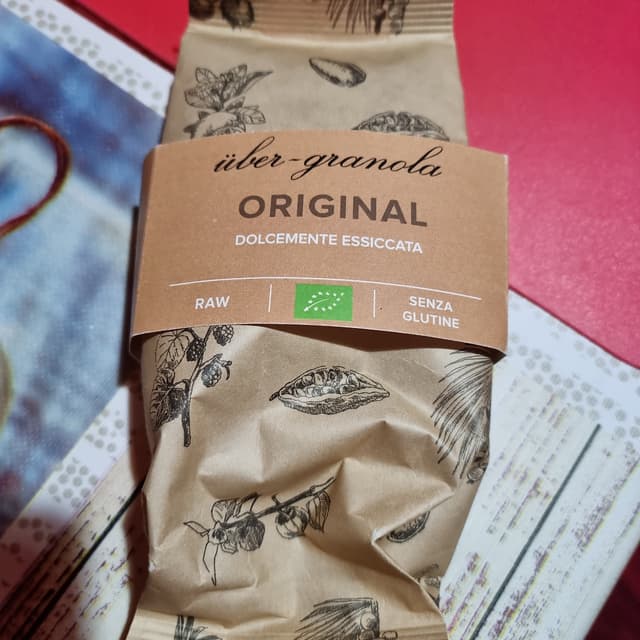 über-granola
ORIGINAL
DOLCEMENTE ESSICCATA
RAW
SENZA
GLUTINE